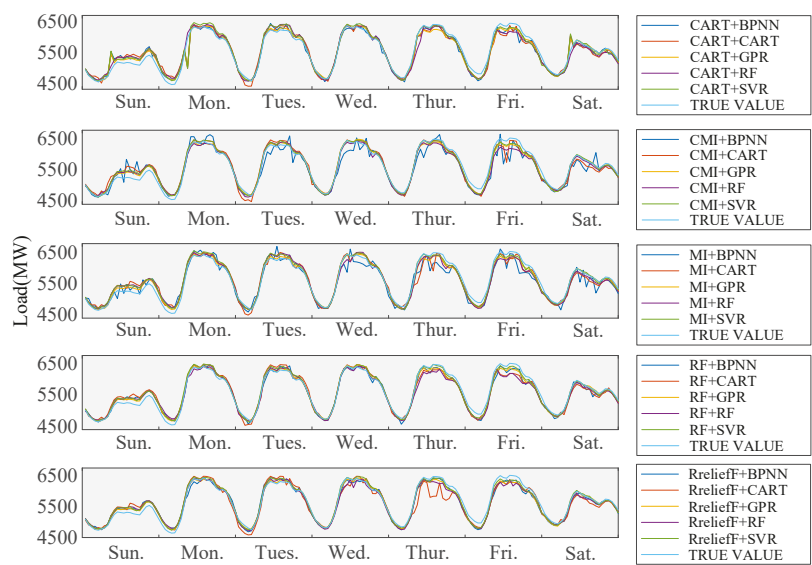 6500
5500
4500
Sun. Mon. Tues. Wed. Thur. Fri. Sat.
CART+BPNN
CART+CART
CART+GPR
CART+RF
CART+SVR
TRUE VALUE
6500
5500
4500
Sun. Mon. Tues. Wed. Thur. Fri. Sat.
CMI+BPNN
CMI+CART
CMI+GPR
CMI+RF
CMI+SVR
TRUE VALUE
Load(MW)
6500
5500
4500
Sun. Mon. Tues. Wed. Thur. Fri. Sat.
MI+BPNN
MI+CART
MI+GPR
MI+RF
MI+SVR
TRUE VALUE
6500
5500
4500
Sun. Mon. Tues. Wed. Thur. Fri. Sat.
RF+BPNN
RF+CART
RF+GPR
RF+RF
RF+SVR
TRUE VALUE
6500
5500
4500
Sun. Mon. Tues. Wed. Thur. Fri. Sat.
RreliefF+BPNN
RreliefF+CART
RreliefF+GPR
RreliefF+RF
RreliefF+SVR
TRUE VALUE